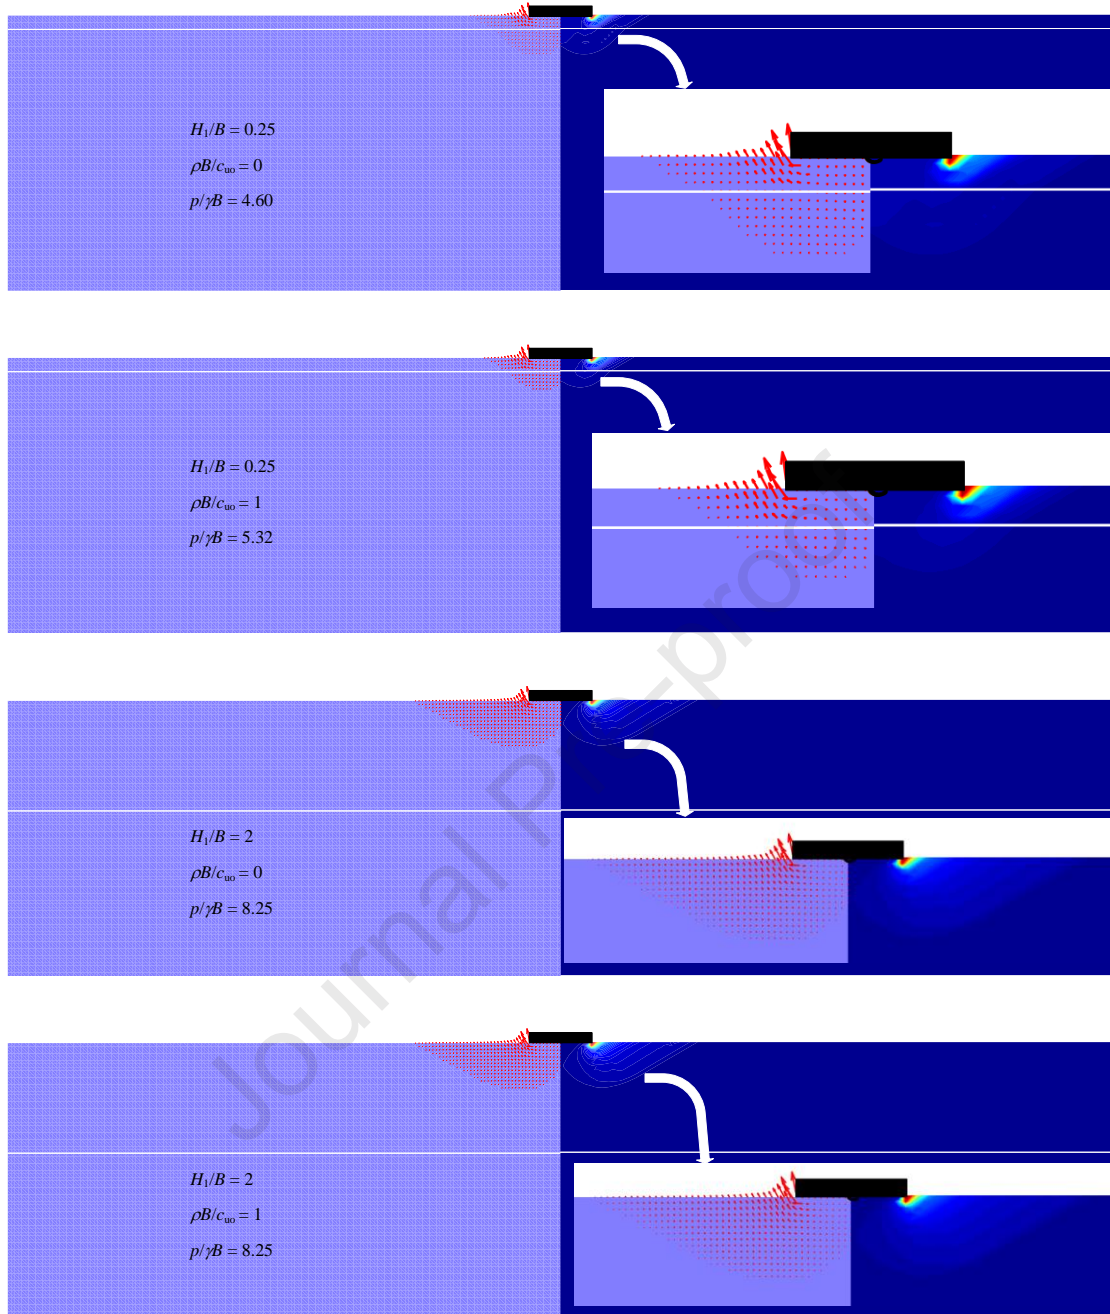 H₁/B = 0.25
ρB/cᵤₒ = 0
p/γB = 4.60
H₁/B = 0.25
ρB/cᵤₒ = 1
p/γB = 5.32
H₁/B = 2
ρB/cᵤₒ = 0
p/γB = 8.25
H₁/B = 2
ρB/cᵤₒ = 1
p/γB = 8.25
Journal Pre-proof